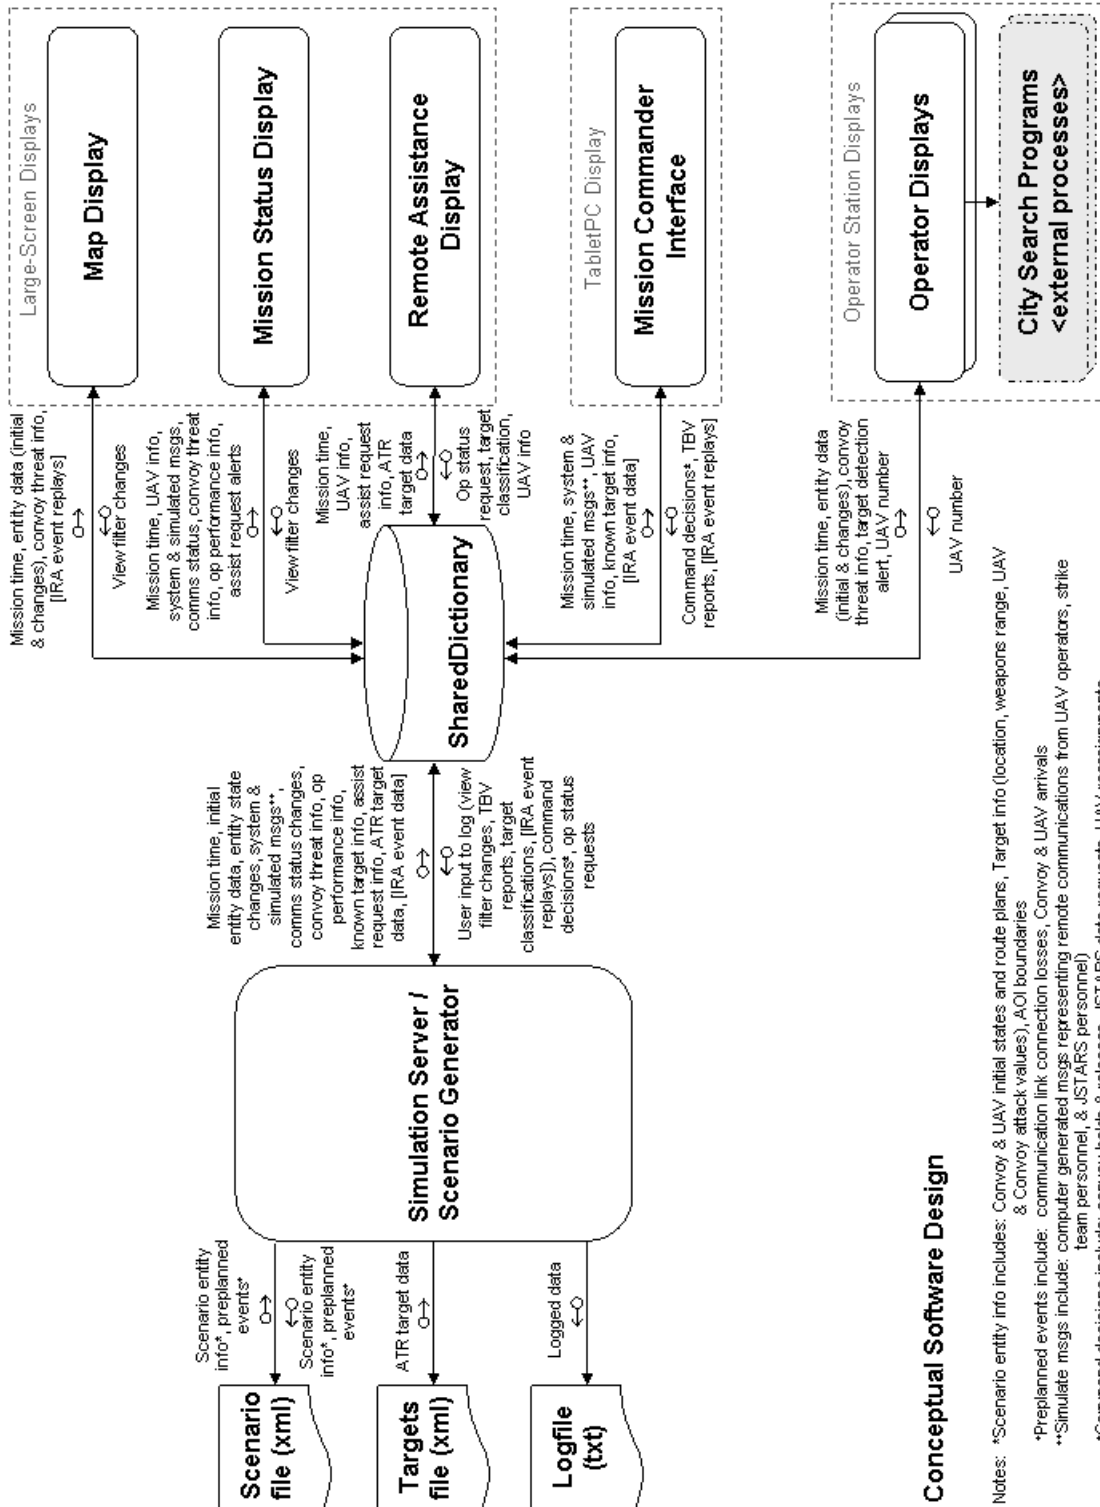 Large-Screen Displays
Map Display
Mission Status Display
Remote Assistance
Display
TabletPC Display
Mission Commander
Interface
Operator Station Displays
Operator Displays
City Search Programs
<external processes>
Mission time, entity data (initial
& changes), convoy threat info,
[IRA event replays]
View filter changes
Mission time, UAV info,
system & simulated msgs,
comms status, convoy threat
info, op performance info,
assist request alerts
View filter changes
Mission time,
UAV info,
assist request
info, ATR
target data
Op status
request, target
classification,
UAV info
Mission time, system &
simulated msgs**, UAV
info, known target info,
[IRA event data]
Command decisions*, TBV
reports, [IRA event replays]
Mission time, entity data
(initial & changes), convoy
threat info, target detection
alert, UAV number
UAV number
SharedDictionary
Mission time, initial
entity data, entity state
changes, system &
simulated msgs**,
comms status changes,
convoy threat info, op
performance info,
known target info, assist
request info, ATR target
data, [IRA event data]
User input to log (view
filter changes, TBV
reports, target
classifications, [IRA event
replays]), command
decisions*, op status
requests
Simulation Server /
Scenario Generator
Scenario entity
info*, preplanned
events*
Scenario entity
info*, preplanned
events*
ATR target data
Logged data
Scenario
file (xml)
Targets
file (xml)
Logfile
(txt)
Conceptual Software Design
Notes: *Scenario entity info includes: Convoy & UAV initial states and route plans, Target info (location, weapons range, UAV
& Convoy attack values), AOI boundaries
*Preplanned events include: communication link connection losses, Convoy & UAV arrivals
**Simulate msgs include: computer generated msgs representing remote communications from UAV operators, strike
team personnel, & JSTARS personnel)
*Command decisions include: convoy holds & releases, JSTARS data requests, UAV reassignments